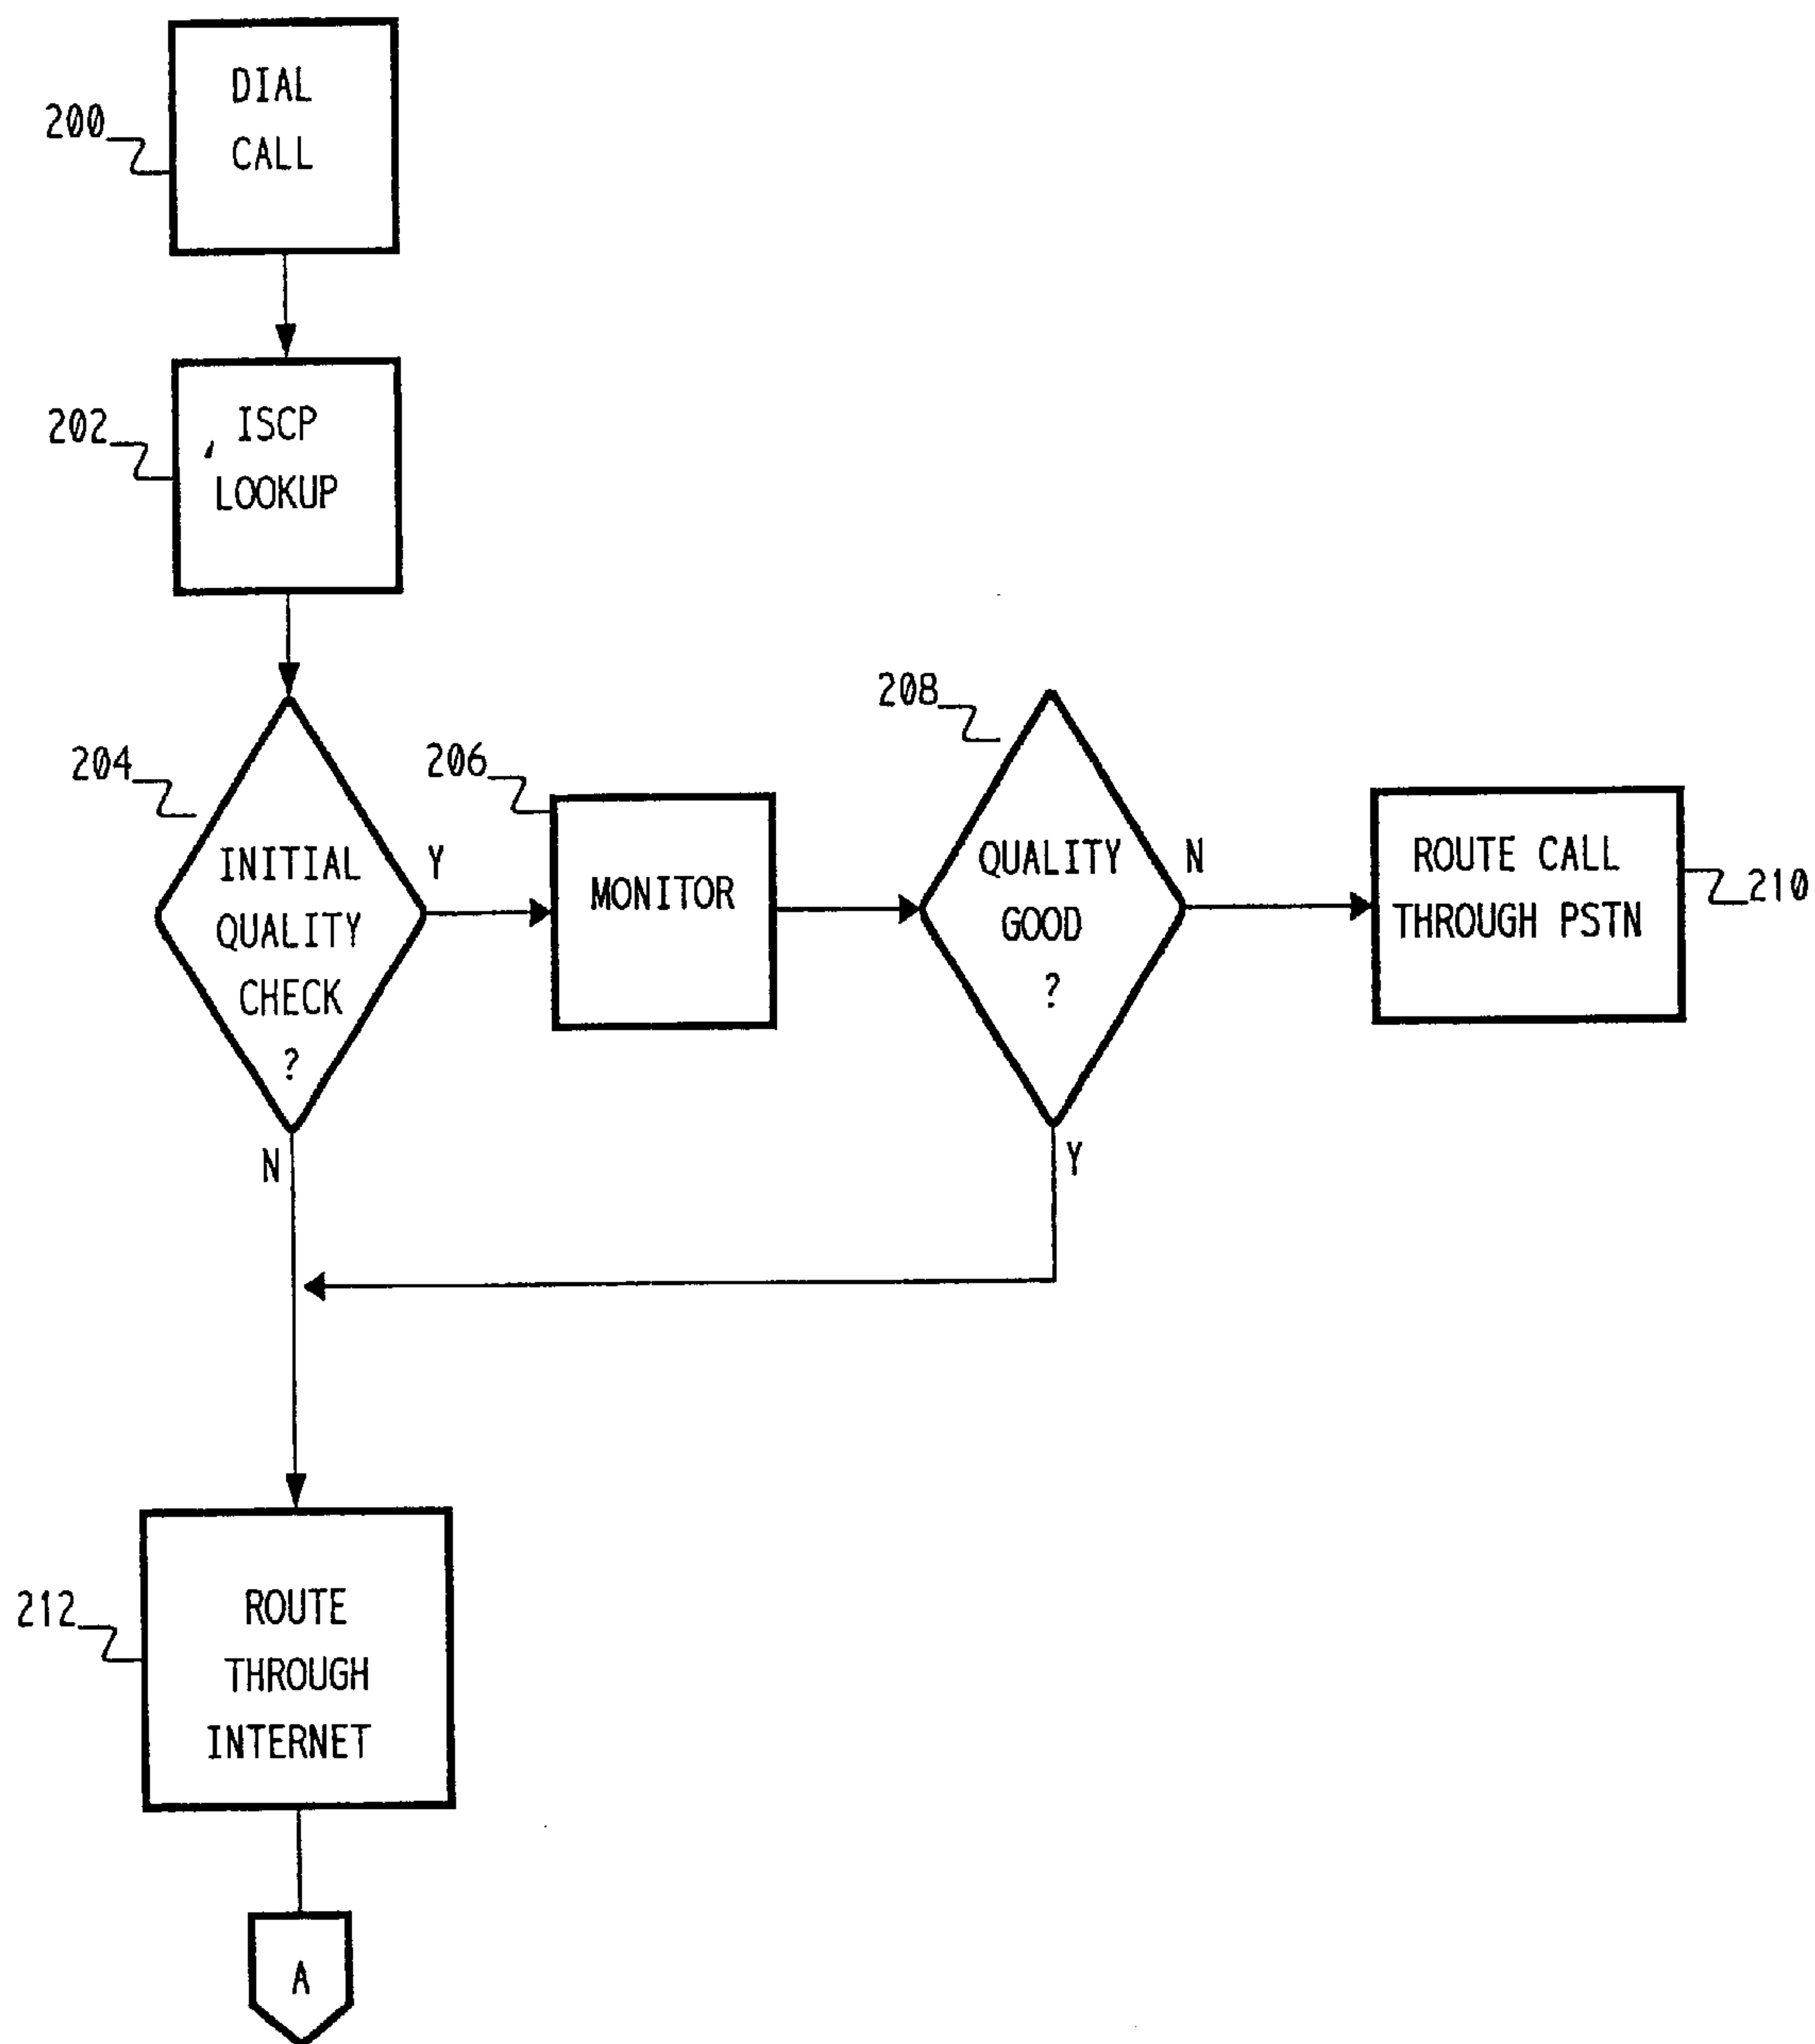 200
DIAL
CALL
202
ISCP
LOOKUP
204
INITIAL
QUALITY
CHECK
?
Y
N
206
MONITOR
208
QUALITY
GOOD
?
N
Y
ROUTE CALL
THROUGH PSTN
210
212
ROUTE
THROUGH
INTERNET
A